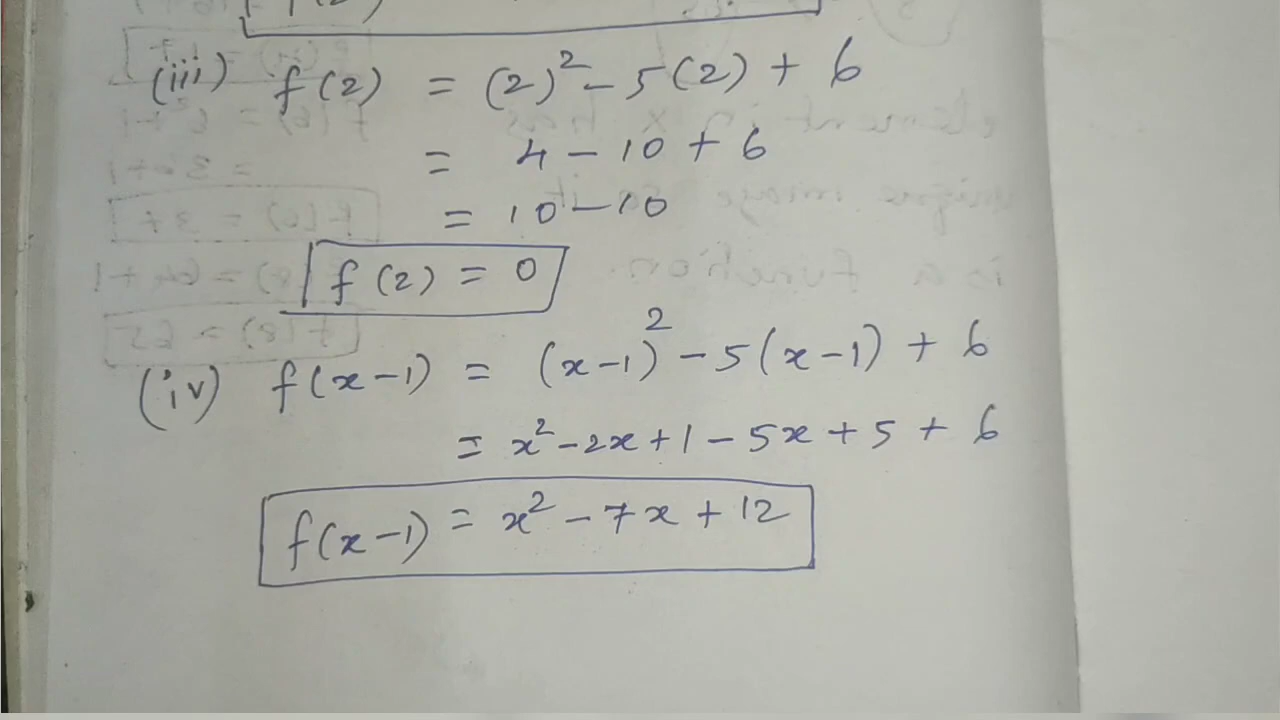 (iii) f(2) = (2)² - 5(2) + 6
= 4 - 10 + 6
= 10 - 10
f(2) = 0
(iv) f(x-1) = (x-1)² - 5(x-1) + 6
= x² - 2x + 1 - 5x + 5 + 6
f(x-1) = x² - 7x + 12